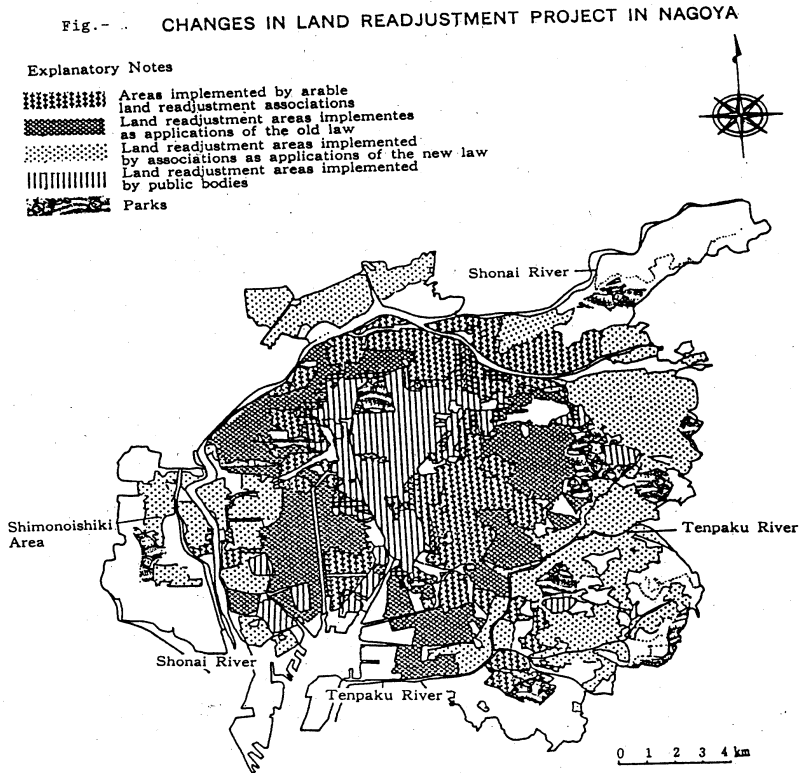 Fig.-
CHANGES IN LAND READJUSTMENT PROJECT IN NAGOYA
Explanatory Notes
Areas implemented by arable
land readjustment associations
Land readjustment areas implementes
as applications of the old law
Land readjustment areas implemented
by associations as applications of the new law
Land readjustment areas implemented
by public bodies
Parks
Shonai River
Shimonoishiki
Area
Tenpaku River
Shonai River
Tenpaku River
0 1 2 3 4 km